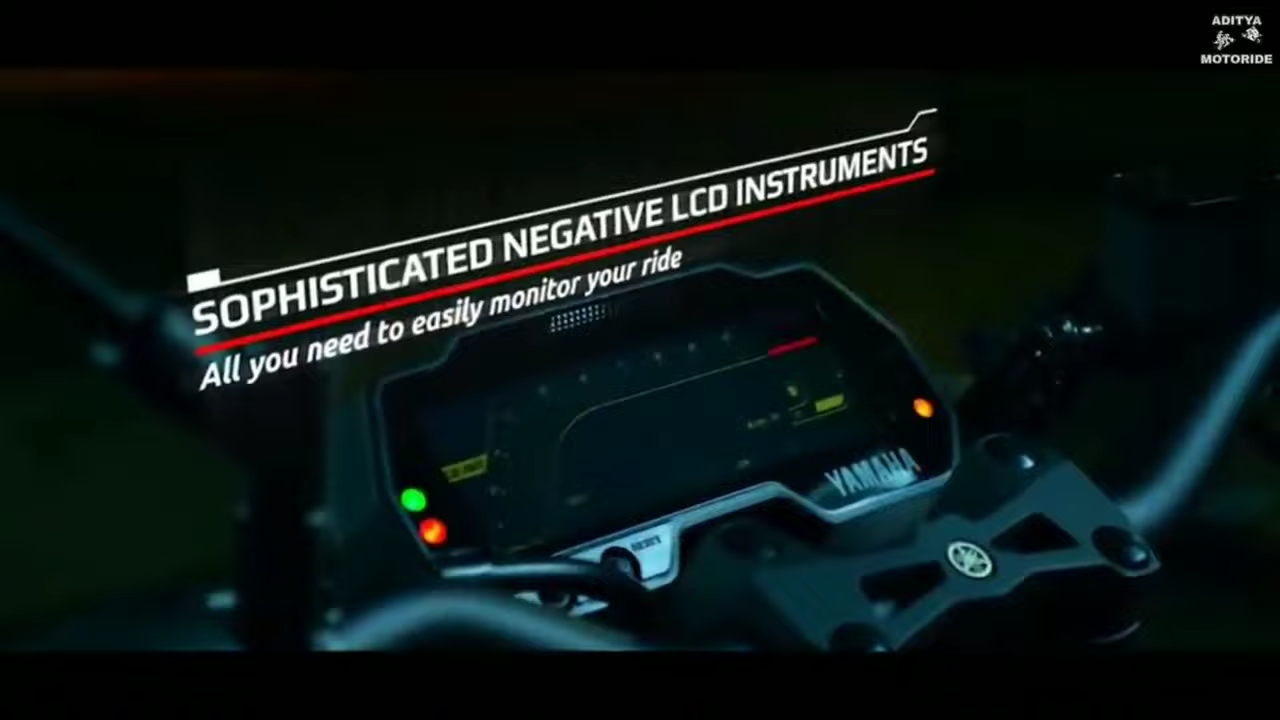 ADITYA
MOTORIDE
SOPHISTICATED NEGATIVE LCD INSTRUMENTS
All you need to easily monitor your ride
YAMAHA